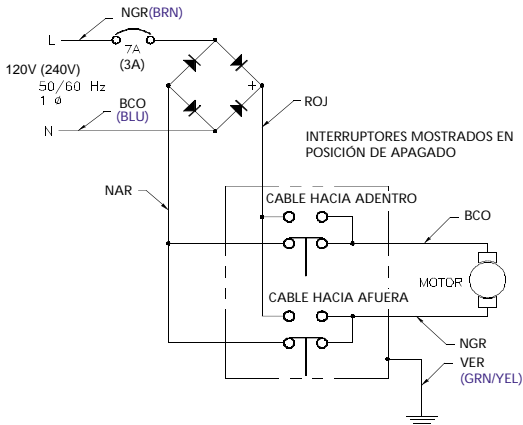 NGR(BRN)
L
7A
(3A)
120V (240V)
50/60 Hz
1 ø
BCO
(BLU)
N
+
ROJ
INTERRUPTORES MOSTRADOS EN
POSICIÓN DE APAGADO
NAR
CABLE HACIA ADENTRO
BCO
MOTOR
CABLE HACIA AFUERA
NGR
VER
(GRN/YEL)